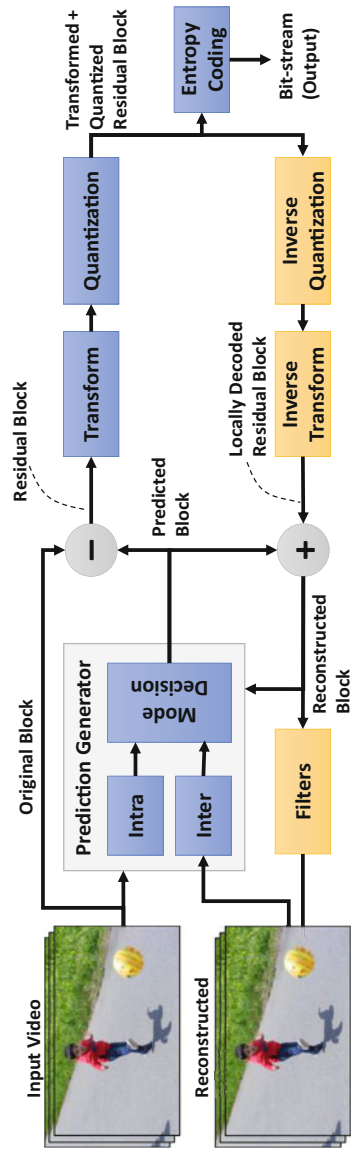 Input Video
Original Block
Residual Block
Transform
Quantization
Transformed +
Quantized
Residual Block
Prediction Generator
Intra
Inter
Mode
Decision
Predicted
Block
Entropy
Coding
Bit-stream
(Output)
−
+
Reconstructed
Filters
Reconstructed
Block
Locally Decoded
Residual Block
Inverse
Transform
Inverse
Quantization